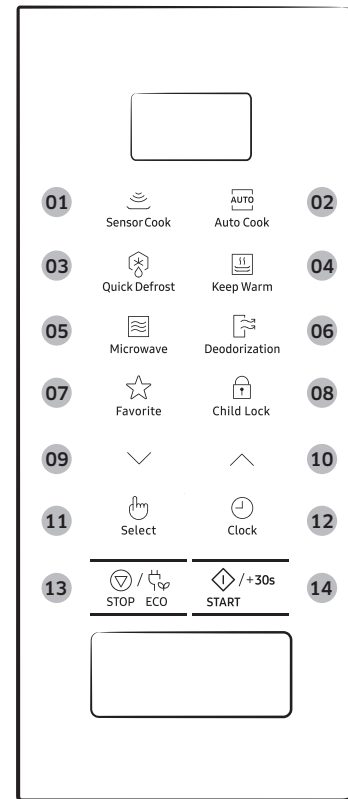 01 AUTO 02
Sensor Cook Auto Cook
03 04
Quick Defrost Keep Warm
05 06
Microwave Deodorization
07 08
Favorite Child Lock
09 10
11 12
Select Clock
13 / /+30s 14
STOP ECO START